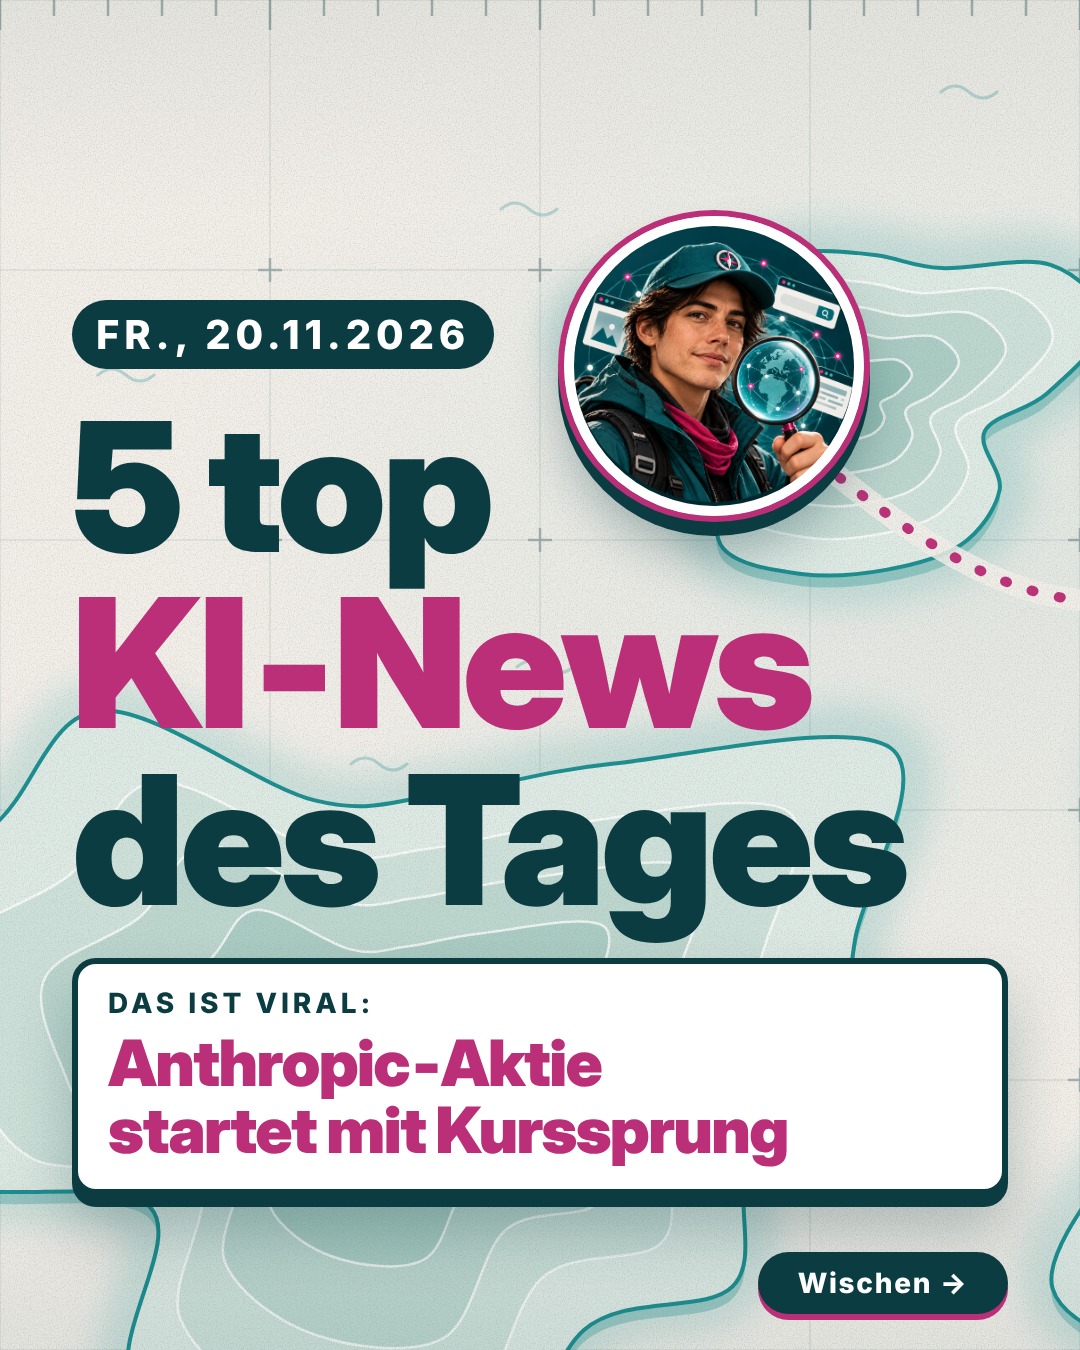 FR., 20.11.2026
5 top
KI-News
des Tages
DAS IST VIRAL:
Anthropic-Aktie
startet mit Kurssprung
Wischen →